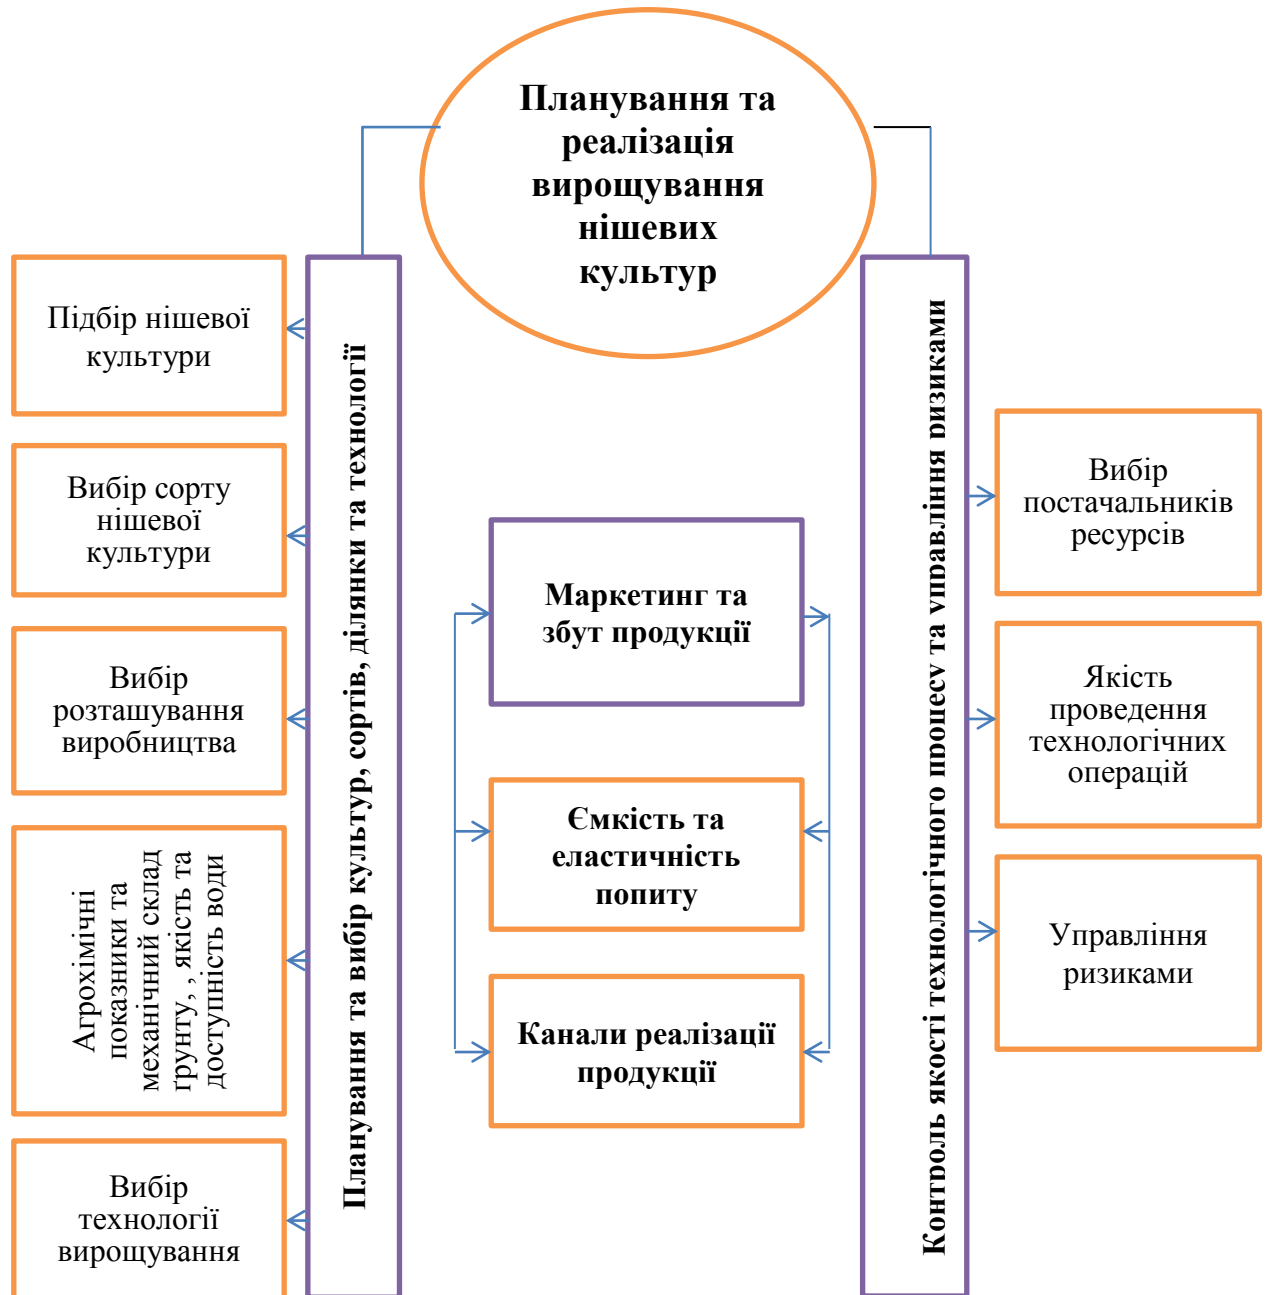 Планування та
реалізація
вирощування
нішевих
культур
Підбір нішевої
культури
Вибір сорту
нішевої
культури
Вибір
розташування
виробництва
Агрохімічні
показники та
механічний склад
ґрунту, , якість та
доступність води
Вибір
технології
вирощування
Планування та вибір культур, сортів, ділянки та технології
Маркетинг та
збут продукції
Ємкість та
еластичність
попиту
Канали реалізації
продукції
Контроль якості технологічного процесу та управління ризиками
Вибір
постачальників
ресурсів
Якість
проведення
технологічних
операцій
Управління
ризиками